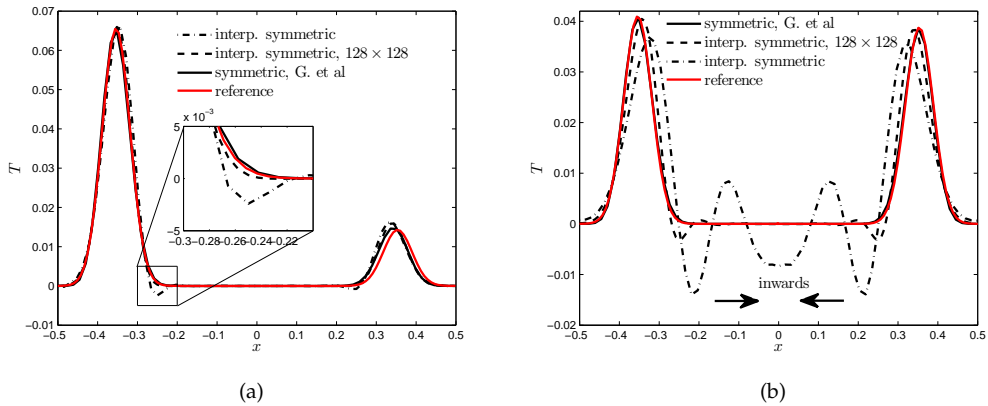 0.07
0.06
0.05
0.04
0.03
0.02
0.01
0
−0.01
T
−0.5 −0.4 −0.3 −0.2 −0.1 0 0.1 0.2 0.3 0.4 0.5
x
interp. symmetric
interp. symmetric, 128 × 128
symmetric, G. et al
reference
x 10⁻³
5
0
−5
−0.3 −0.28 −0.26 −0.24 −0.22
(a)
0.04
0.03
0.02
0.01
0
−0.01
−0.02
T
−0.5 −0.4 −0.3 −0.2 −0.1 0 0.1 0.2 0.3 0.4 0.5
x
symmetric, G. et al
interp. symmetric, 128 × 128
interp. symmetric
reference
inwards
(b)